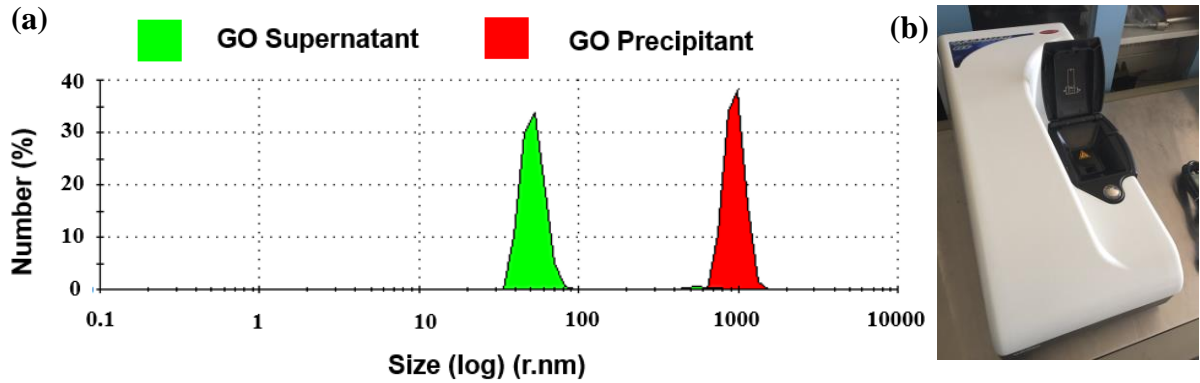 (a)
GO Supernatant
GO Precipitant
(b)
40
30
20
10
0
Number (%)
0.1 1 10 100 1000 10000
Size (log) (r.nm)